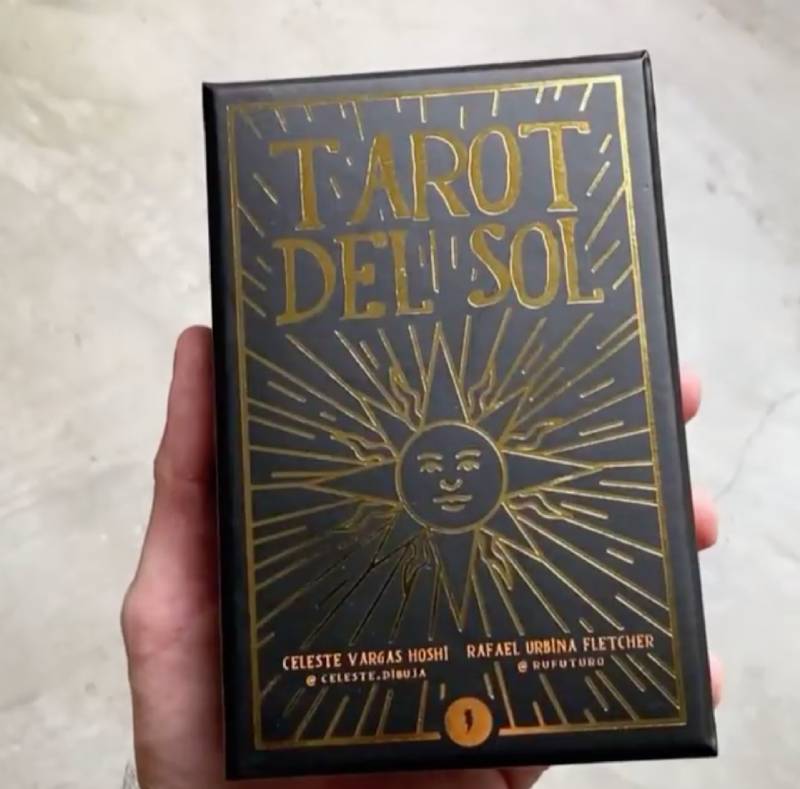 TAROT
DEL SOL
CELESTE VARGAS HOSHI
@CELESTE.DIBUJA
RAFAEL URBINA FLETCHER
@RUFUTURO